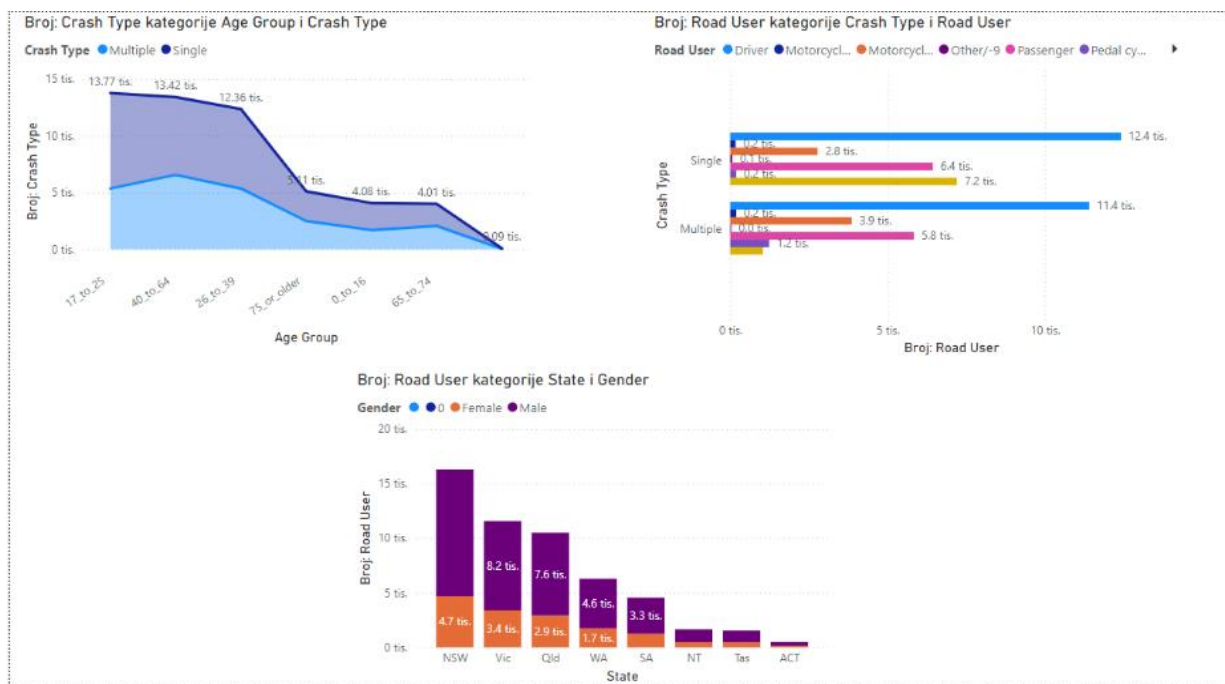 Broj: Crash Type kategorije Age Group i Crash Type
Crash Type Multiple Single
15 tis.
13.77 tis.
13.42 tis.
12.36 tis.
10 tis.
5 tis.
5.11 tis.
4.08 tis.
4.01 tis.
0.09 tis.
0 tis.
Broj: Crash Type
17_to_25
40_to_64
26_to_39
75_or_older
0_to_16
65_to_74
Age Group
Broj: Road User kategorije Crash Type i Road User
Road User Driver Motorcycl... Motorcycl... Other/-9 Passenger Pedal cy...
Crash Type
Single
12.4 tis.
0.2 tis.
2.8 tis.
0.1 tis.
6.4 tis.
0.2 tis.
7.2 tis.
Multiple
11.4 tis.
0.2 tis.
3.9 tis.
0.0 tis.
5.8 tis.
1.2 tis.
0 tis. 5 tis. 10 tis.
Broj: Road User
Broj: Road User kategorije State i Gender
Gender 0 Female Male
20 tis.
15 tis.
10 tis.
5 tis.
0 tis.
Broj: Road User
8.2 tis. 7.6 tis. 4.6 tis. 3.3 tis.
4.7 tis. 3.4 tis. 2.9 tis. 1.7 tis.
NSW Vic Qld WA SA NT Tas ACT
State